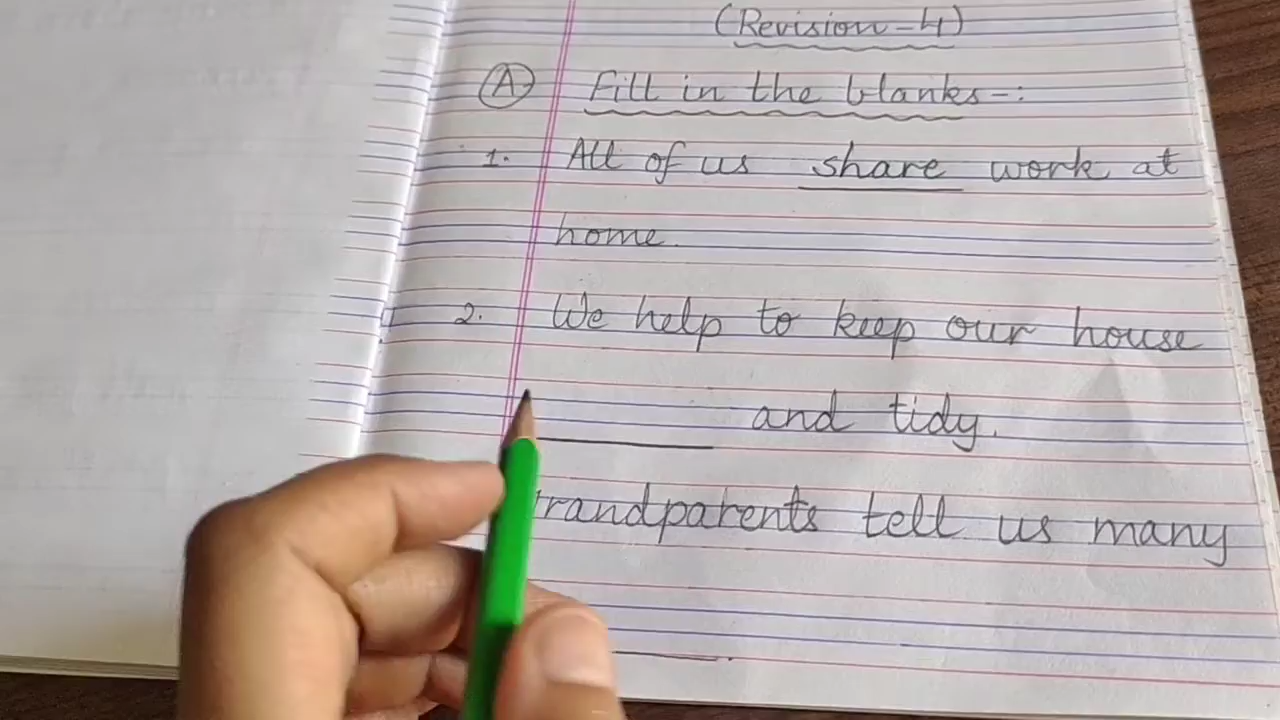 (Revision-4)
A Fill in the blanks-:
1. All of us share work at
home.
2. We help to keep our house
and tidy.
tell us many